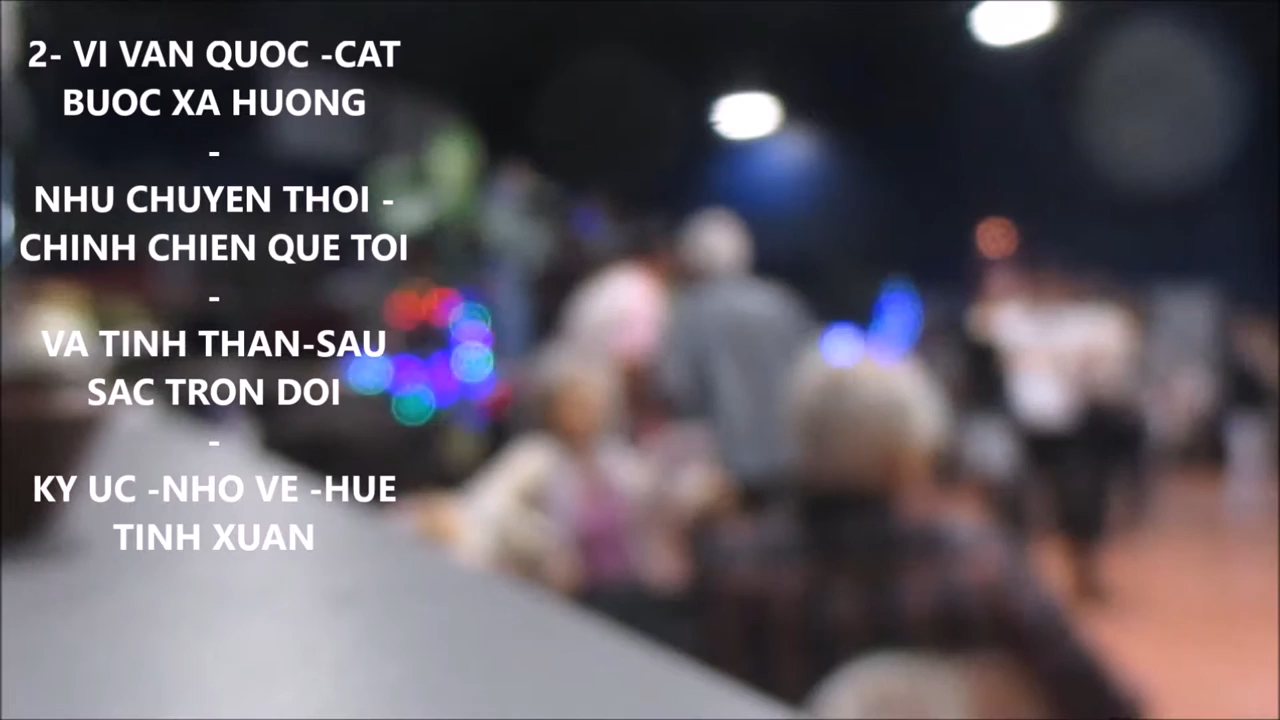 2- VI VAN QUOC -CAT
BUOC XA HUONG
-
NHU CHUYEN THOI -
CHINH CHIEN QUE TOI
-
VA TINH THAN-SAU
SAC TRON DOI
-
KY UC -NHO VE -HUE
TINH XUAN